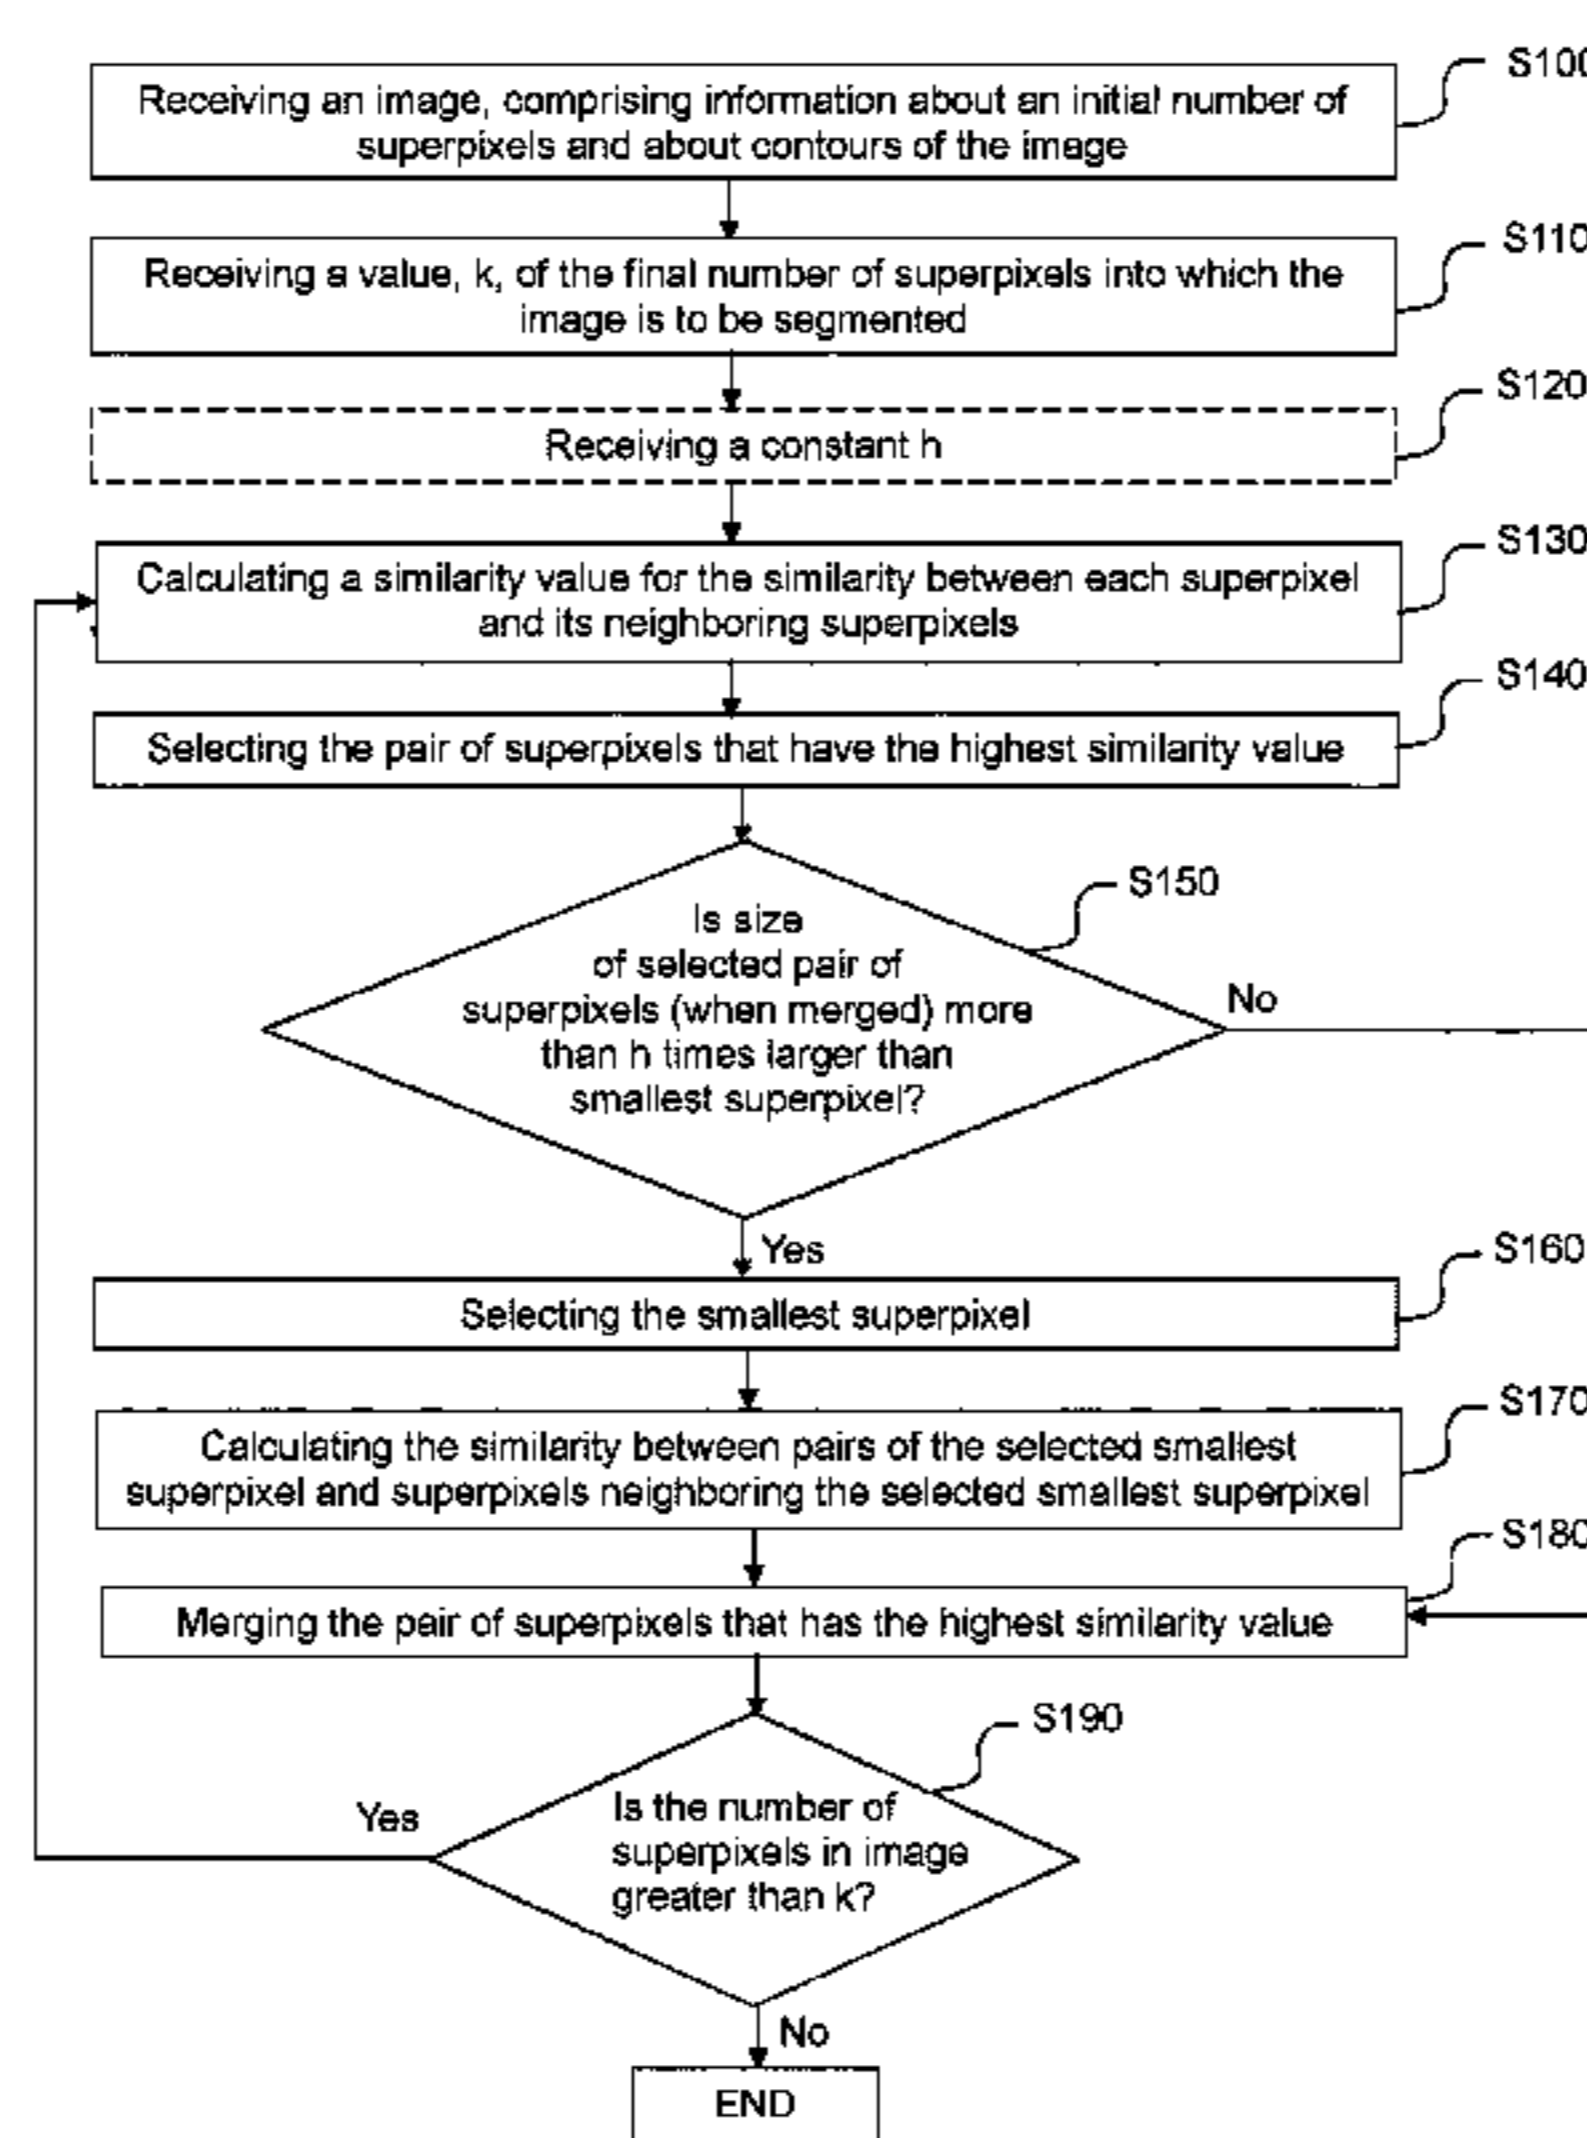 S100
Receiving an image, comprising information about an initial number of
superpixels and about contours of the image
S110
Receiving a value, k, of the final number of superpixels into which the
image is to be segmented
S120
Receiving a constant h
S130
Calculating a similarity value for the similarity between each superpixel
and its neighboring superpixels
S140
Selecting the pair of superpixels that have the highest similarity value
S150
Is size
of selected pair of
superpixels (when merged) more
than h times larger than
smallest superpixel?
No
Yes
S160
Selecting the smallest superpixel
S170
Calculating the similarity between pairs of the selected smallest
superpixel and superpixels neighboring the selected smallest superpixel
S180
Merging the pair of superpixels that has the highest similarity value
S190
Is the number of
superpixels in image
greater than k?
Yes
No
END